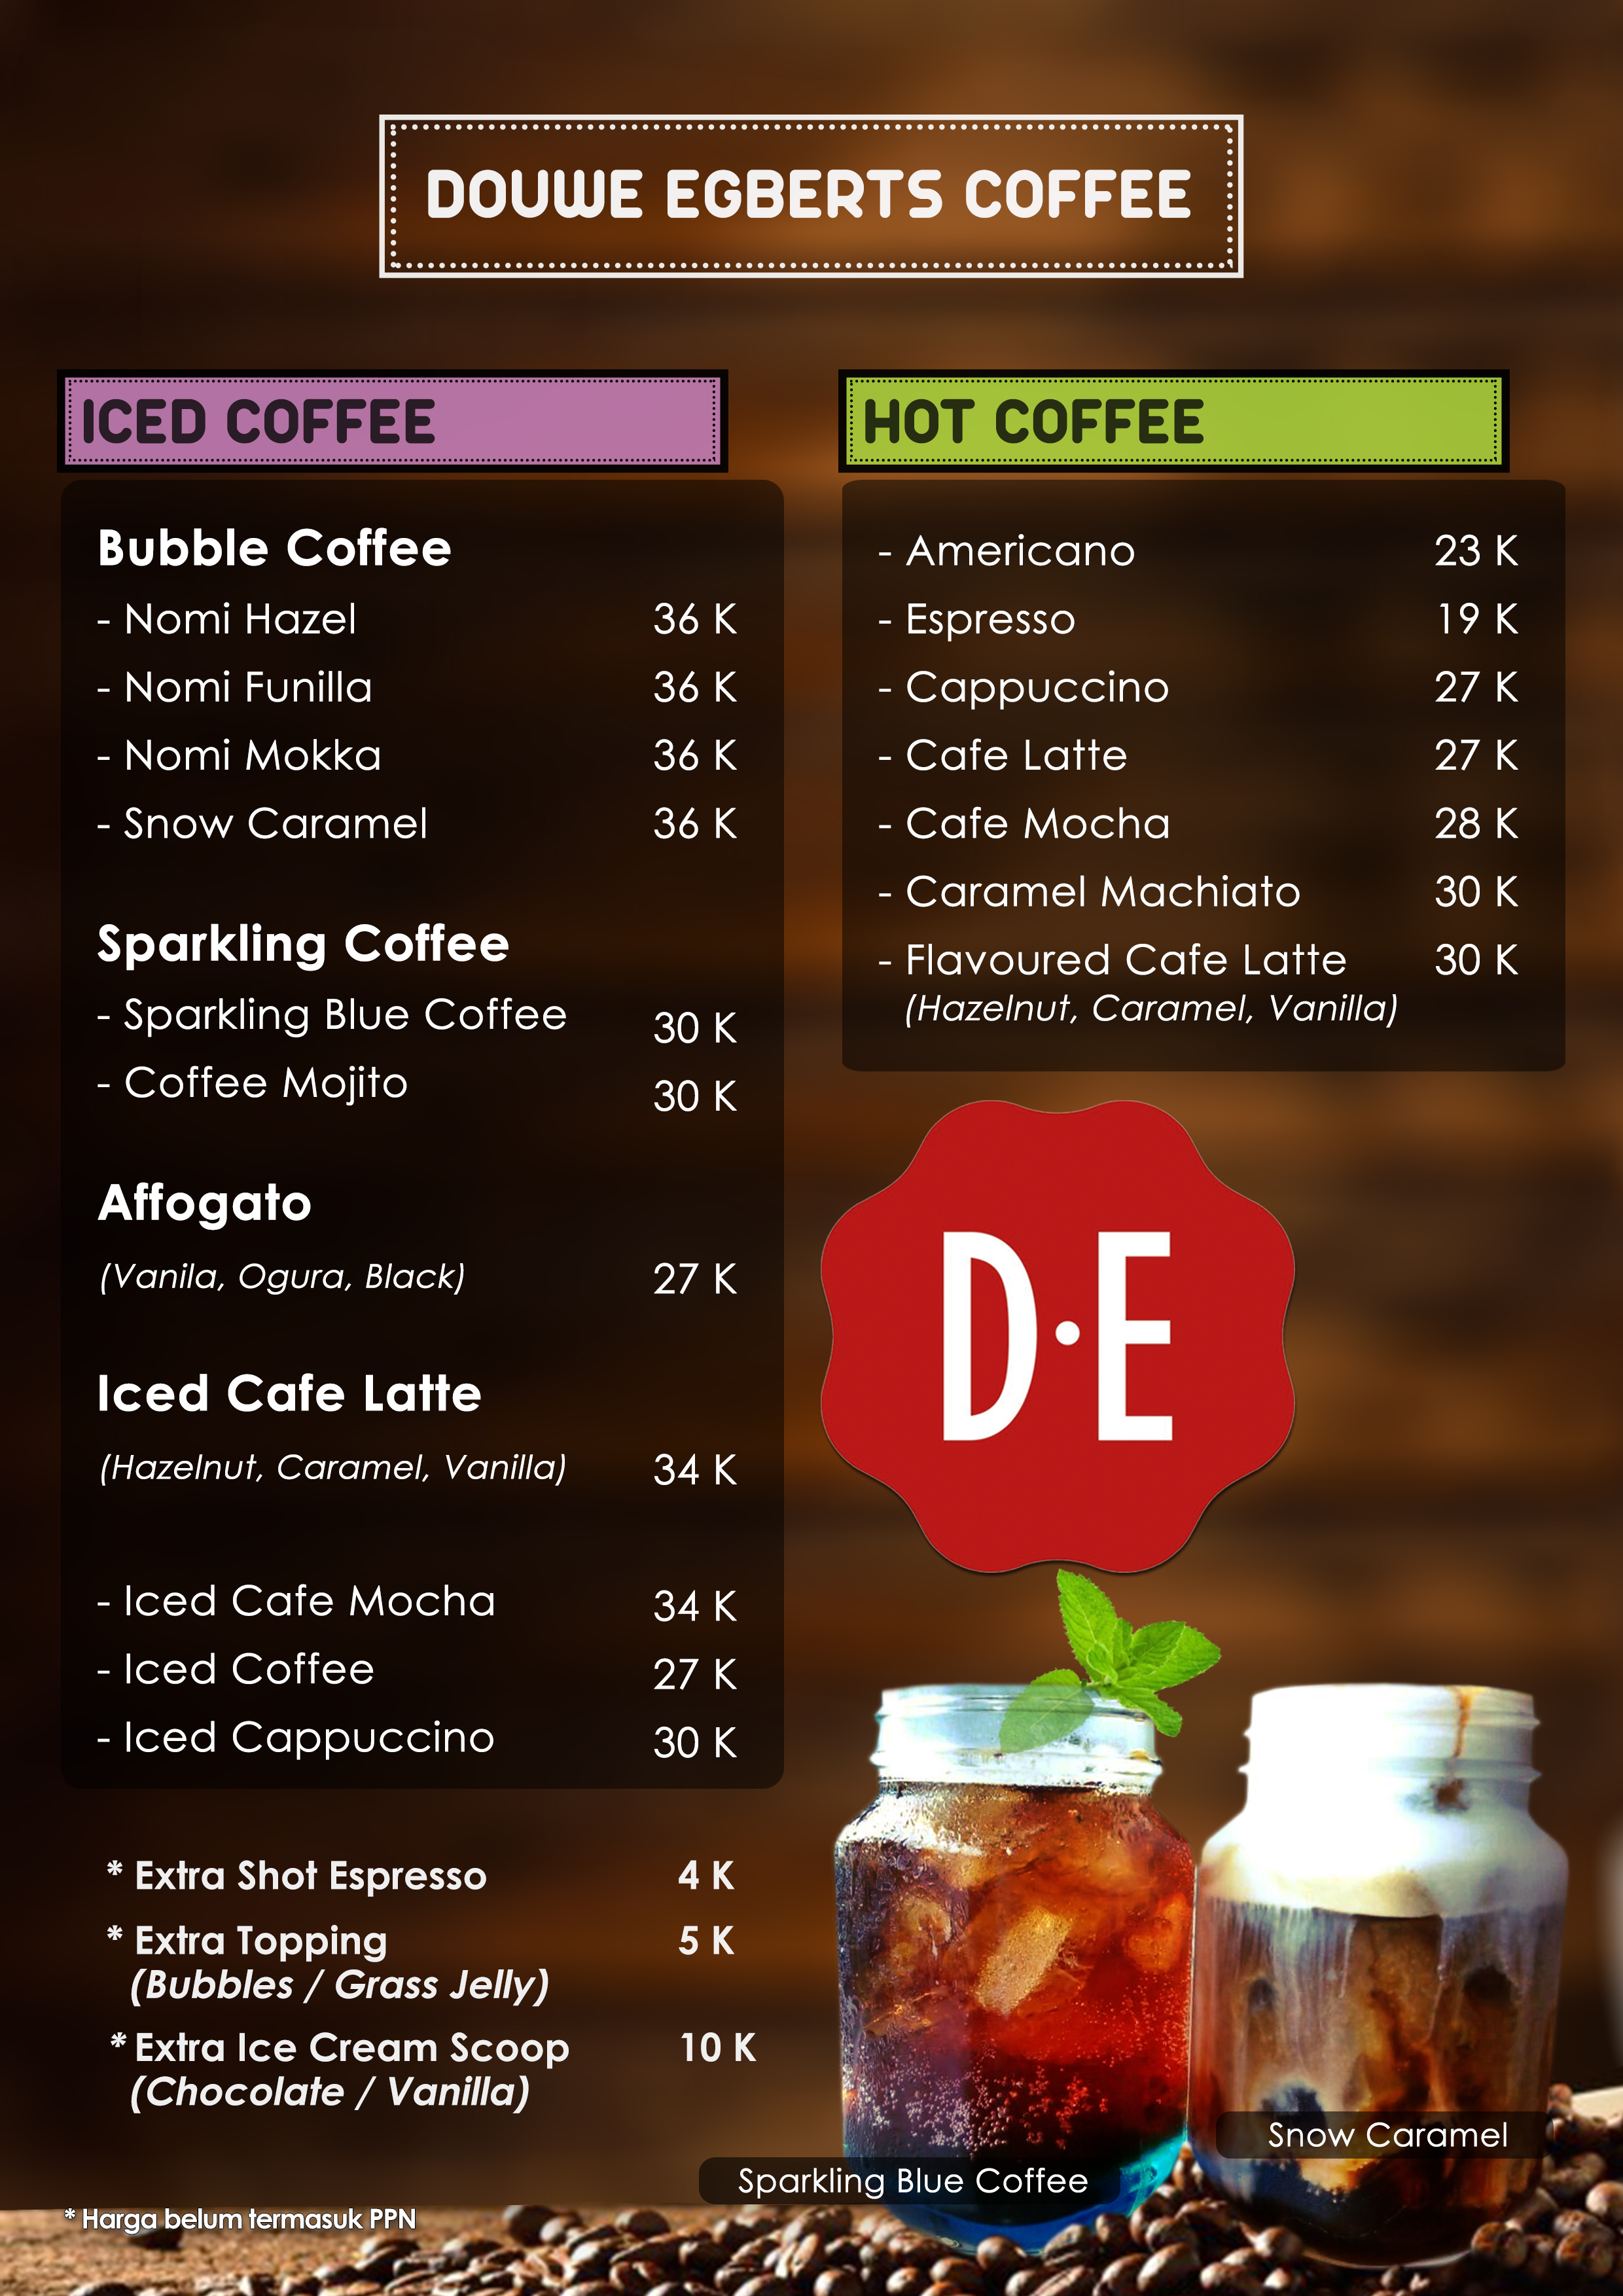 DOUWE EGBERTS COFFEE
ICED COFFEE
Bubble Coffee
- Nomi Hazel 36 K
- Nomi Funilla 36 K
- Nomi Mokka 36 K
- Snow Caramel 36 K
Sparkling Coffee
- Sparkling Blue Coffee 30 K
- Coffee Mojito 30 K
Affogato
(Vanila, Ogura, Black) 27 K
Iced Cafe Latte
(Hazelnut, Caramel, Vanilla) 34 K
- Iced Cafe Mocha 34 K
- Iced Coffee 27 K
- Iced Cappuccino 30 K
* Extra Shot Espresso 4 K
* Extra Topping 5 K
(Bubbles / Grass Jelly)
* Extra Ice Cream Scoop 10 K
(Chocolate / Vanilla)
* Harga belum termasuk PPN
HOT COFFEE
- Americano 23 K
- Espresso 19 K
- Cappuccino 27 K
- Cafe Latte 27 K
- Cafe Mocha 28 K
- Caramel Machiato 30 K
- Flavoured Cafe Latte 30 K
(Hazelnut, Caramel, Vanilla)
D·E
Snow Caramel
Sparkling Blue Coffee